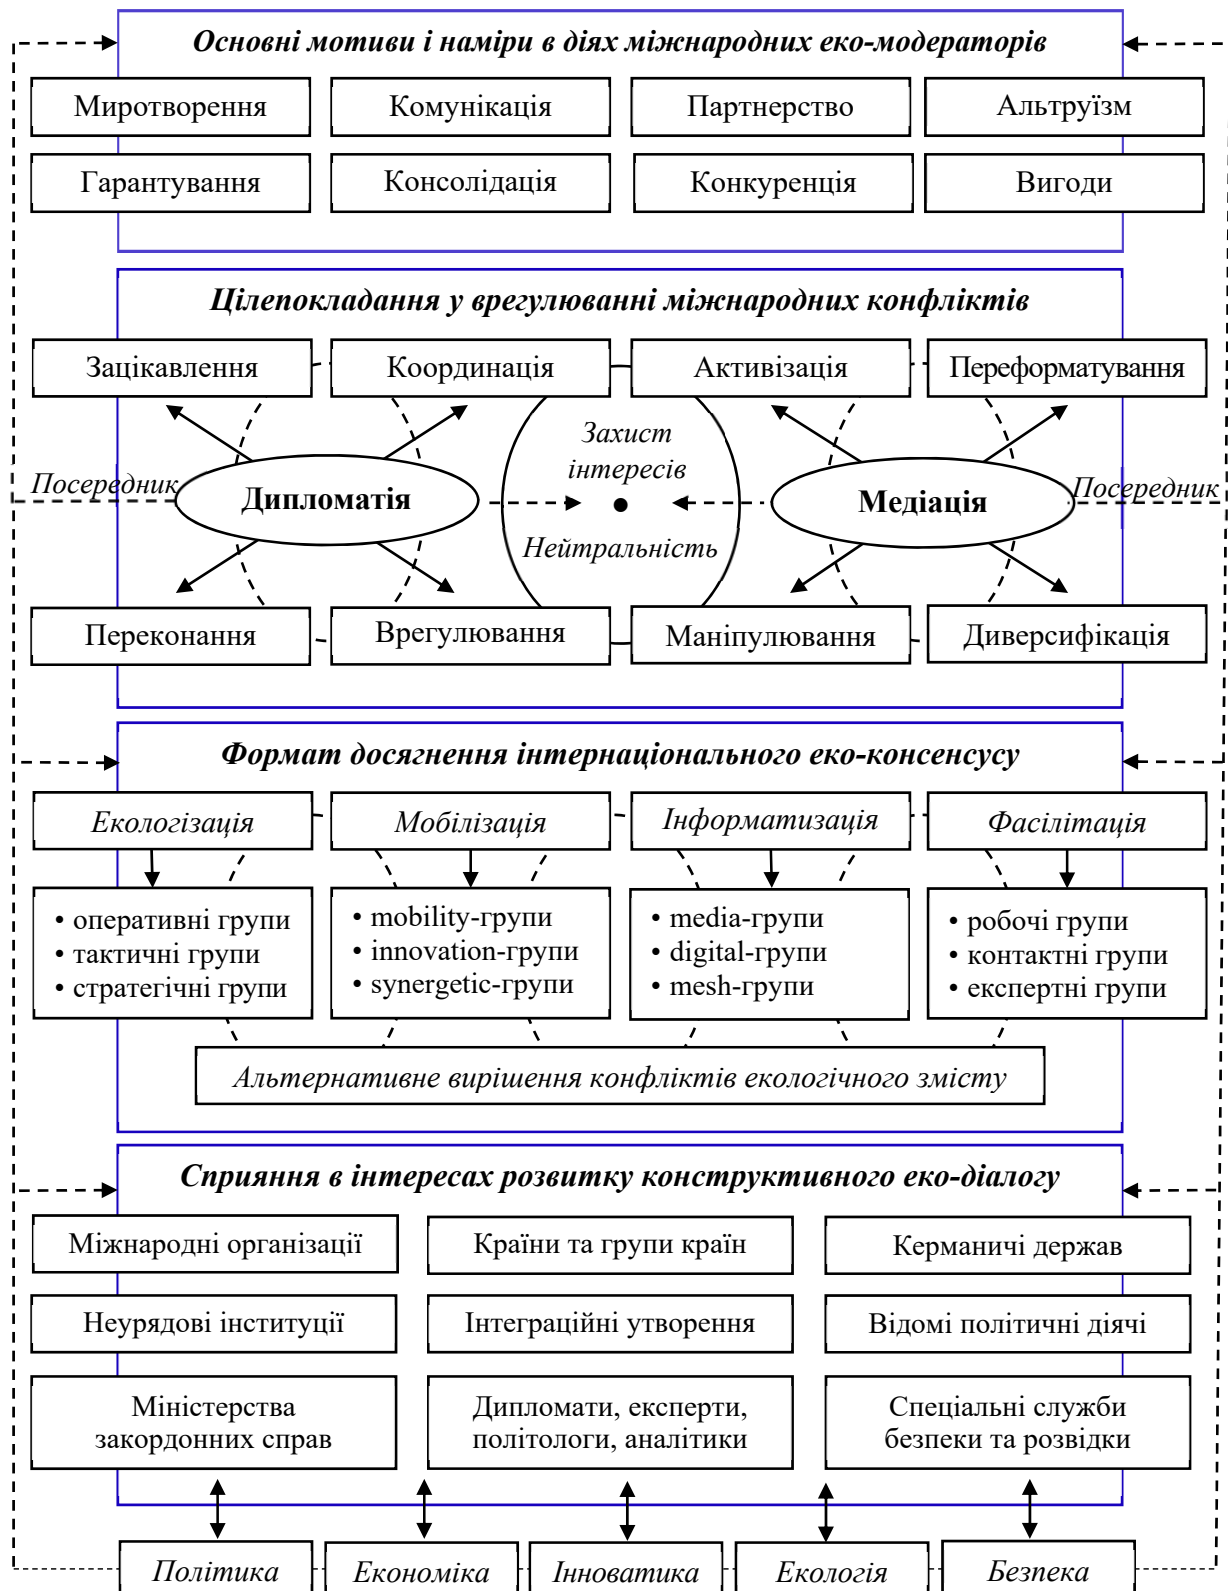 Основні мотиви і наміри в діях міжнародних еко-модераторів
Миротворення
Комунікація
Партнерство
Альтруїзм
Гарантування
Консолідація
Конкуренція
Вигоди
Цілепокладання у врегулюванні міжнародних конфліктів
Зацікавлення
Координація
Активізація
Переформатування
Захист
інтересів
Посередник
Дипломатія
Медіація
Посередник
Нейтральність
Переконання
Врегулювання
Маніпулювання
Диверсифікація
Формат досягнення інтернаціонального еко-консенсусу
Екологізація
Мобілізація
Інформатизація
Фасілітація
• оперативні групи
• тактичні групи
• стратегічні групи
• mobility-групи
• innovation-групи
• synergetic-групи
• media-групи
• digital-групи
• mesh-групи
• робочі групи
• контактні групи
• експертні групи
Альтернативне вирішення конфліктів екологічного змісту
Сприяння в інтересах розвитку конструктивного еко-діалогу
Міжнародні організації
Країни та групи країн
Керманичі держав
Неурядові інституції
Інтеграційні утворення
Відомі політичні діячі
Міністерства
закордонних справ
Дипломати, експерти,
політологи, аналітики
Спеціальні служби
безпеки та розвідки
Політика
Економіка
Інноватика
Екологія
Безпека